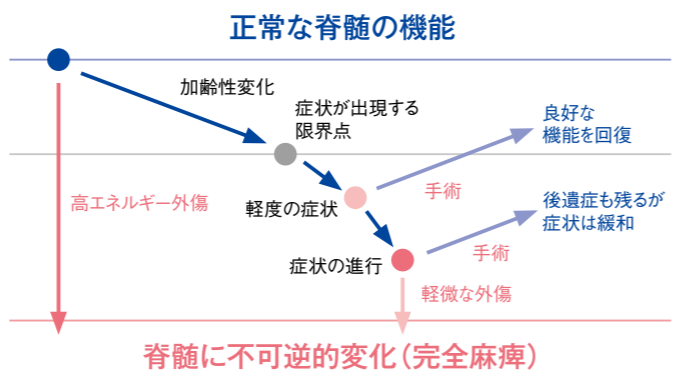 正常な脊髄の機能
加齢性変化
症状が出現する
限界点
良好な
機能を回復
高エネルギー外傷
軽度の症状
手術
後遺症も残るが
症状は緩和
症状の進行
手術
軽微な外傷
脊髄に不可逆的変化（完全麻痺）